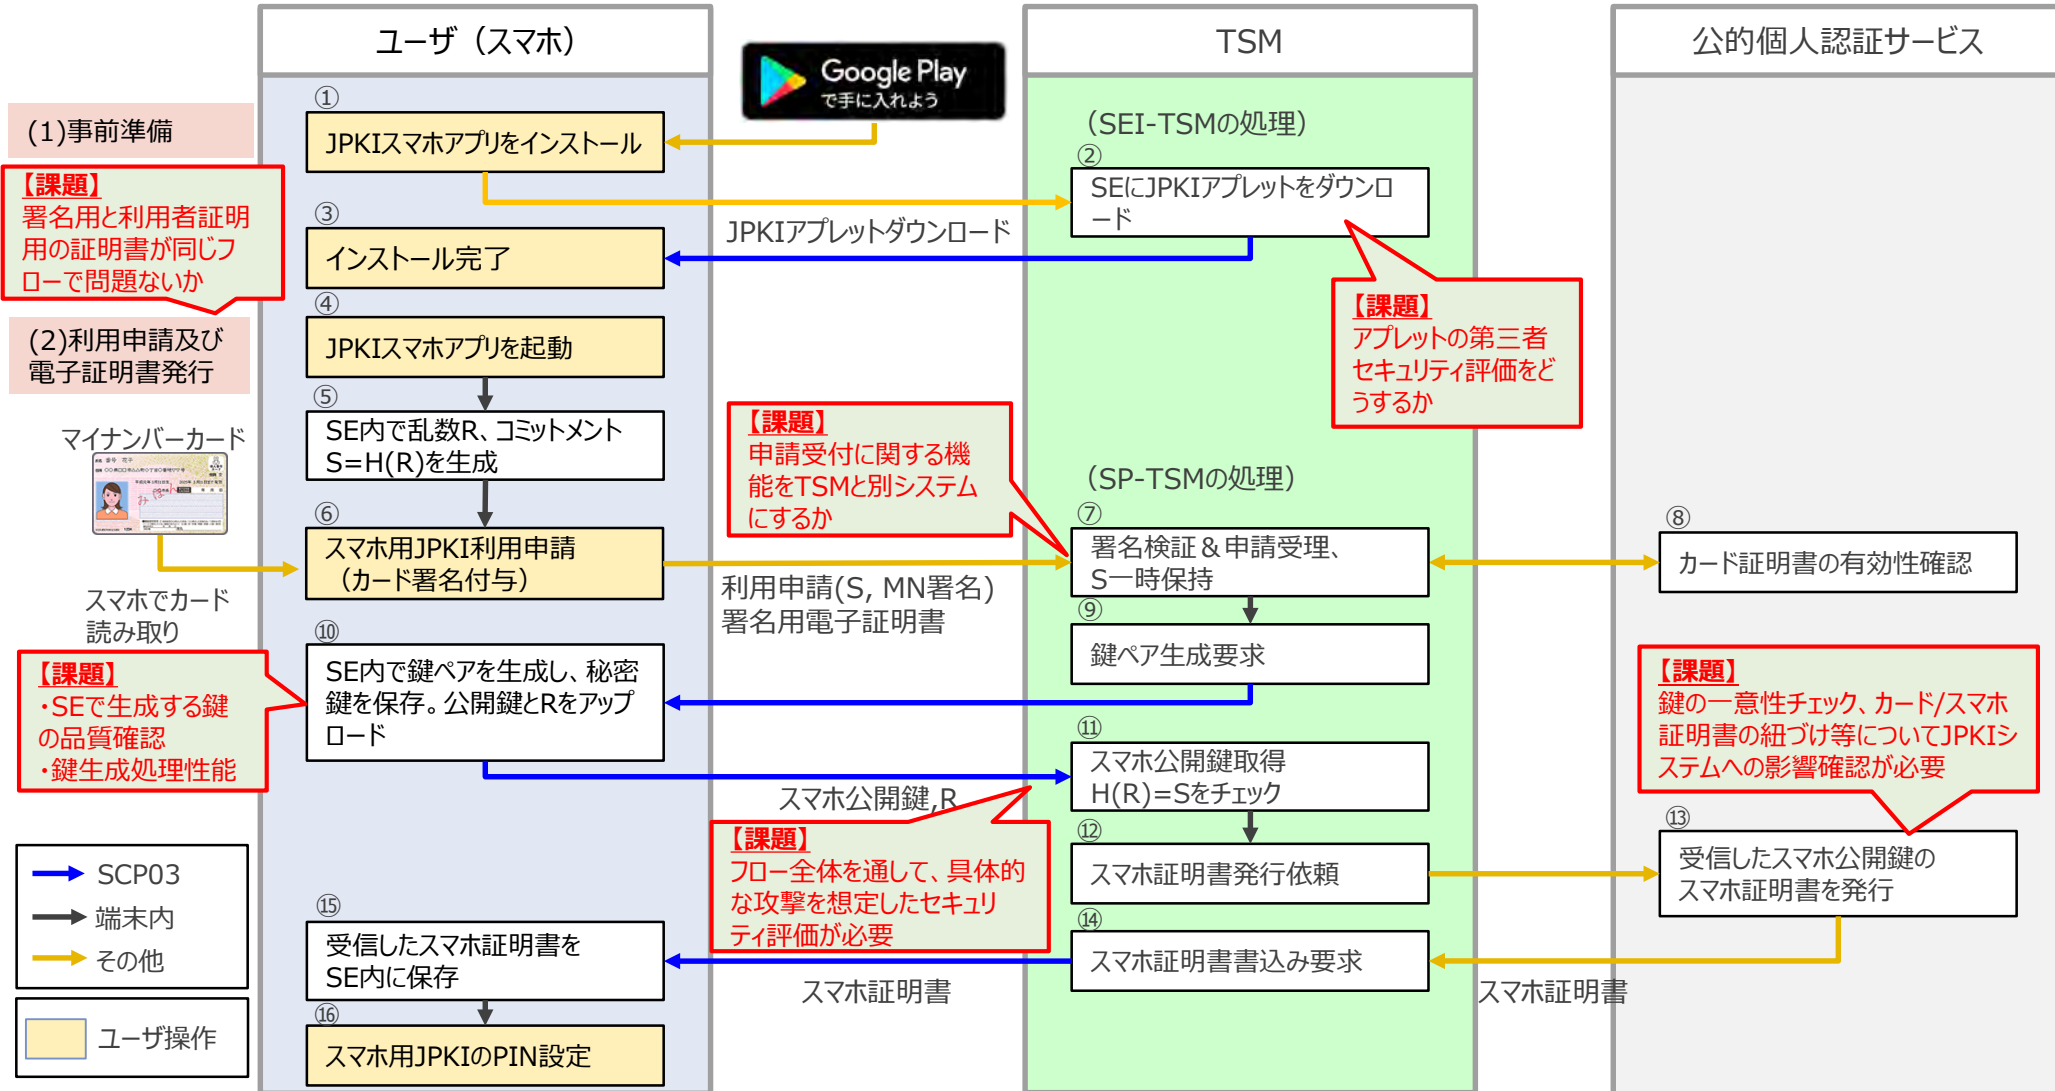 ユーザ（スマホ）
TSM
公的個人認証サービス
Google Play
で手に入れよう
(1)事前準備
①
JPKIスマホアプリをインストール
（SEI-TSMの処理）
②
SEにJPKIアプレットをダウンロ
ード
【課題】
署名用と利用者証明
用の証明書が同じフ
ローで問題ないか
JPKIアプレットダウンロード
③
インストール完了
【課題】
アプレットの第三者
セキュリティ評価をど
うするか
(2)利用申請及び
電子証明書発行
④
JPKIスマホアプリを起動
⑤
SE内で乱数R、コミットメント
S=H(R)を生成
【課題】
申請受付に関する機
能をTSMと別システム
にするか
マイナンバーカード
（SP-TSMの処理）
⑥
スマホ用JPKI利用申請
（カード署名付与）
⑦
署名検証＆申請受理、
S一時保持
⑧
カード証明書の有効性確認
スマホでカード
読み取り
利用申請(S, MN署名)
署名用電子証明書
⑨
鍵ペア生成要求
⑩
SE内で鍵ペアを生成し、秘密
鍵を保存。公開鍵とRをアップ
ロード
【課題】
・SEで生成する鍵
の品質確認
・鍵生成処理性能
【課題】
鍵の一意性チェック、カード/スマホ
証明書の紐づけ等についてJPKIシ
ステムへの影響確認が必要
⑪
スマホ公開鍵取得
H(R)=Sをチェック
スマホ公開鍵,R
【課題】
フロー全体を通して、具体的
な攻撃を想定したセキュリ
ティ評価が必要
⑫
スマホ証明書発行依頼
⑬
受信したスマホ公開鍵の
スマホ証明書を発行
⑭
スマホ証明書書込み要求
スマホ証明書
スマホ証明書
⑮
受信したスマホ証明書を
SE内に保存
⑯
スマホ用JPKIのPIN設定
SCP03
端末内
その他
ユーザ操作